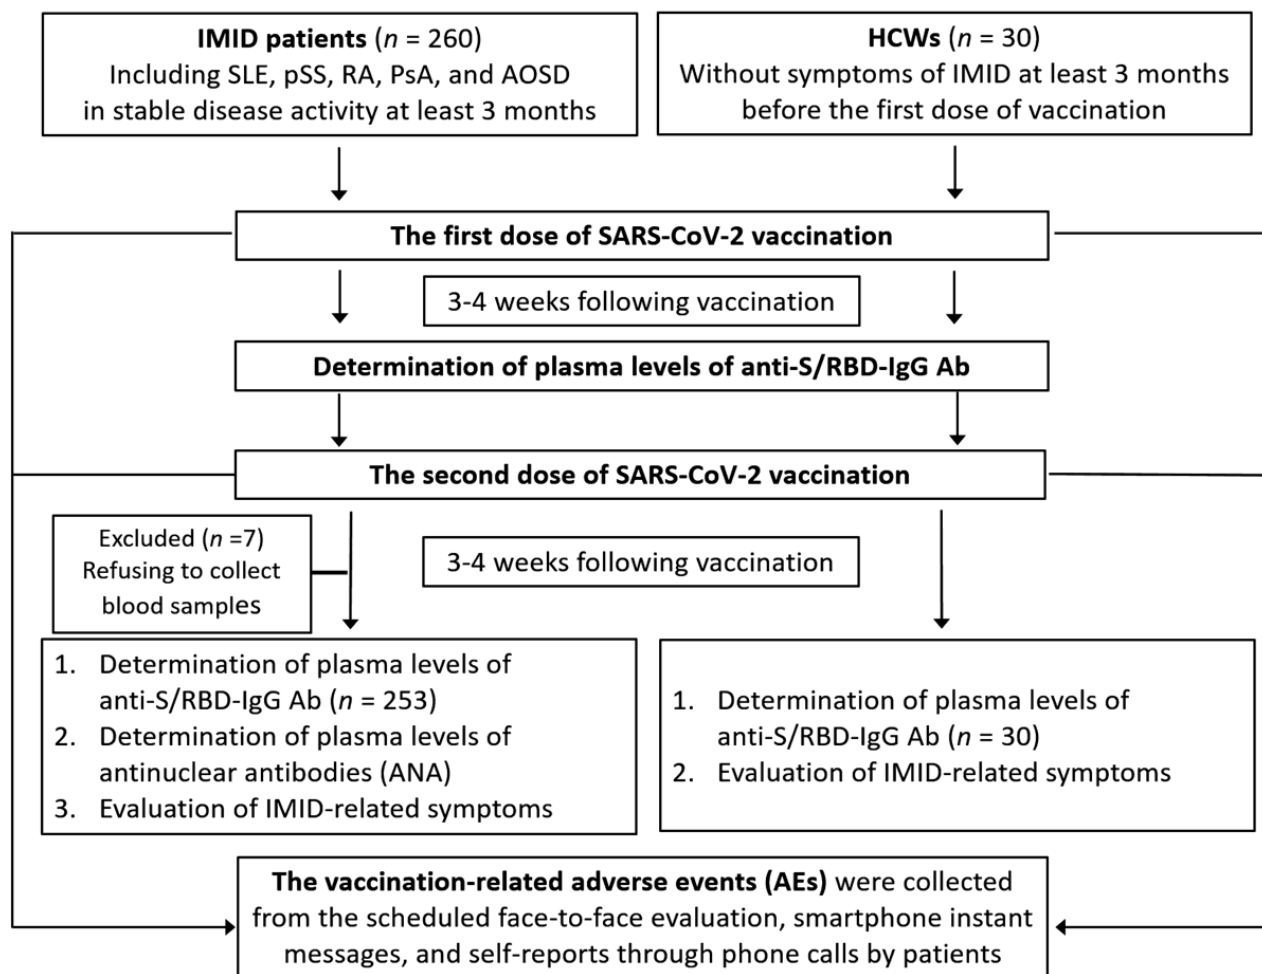 IMID patients (n = 260)
Including SLE, pSS, RA, PsA, and AOSD
in stable disease activity at least 3 months
HCWs (n = 30)
Without symptoms of IMID at least 3 months
before the first dose of vaccination
The first dose of SARS-CoV-2 vaccination
3-4 weeks following vaccination
Determination of plasma levels of anti-S/RBD-IgG Ab
The second dose of SARS-CoV-2 vaccination
Excluded (n =7)
Refusing to collect
blood samples
3-4 weeks following vaccination
1. Determination of plasma levels of
anti-S/RBD-IgG Ab (n = 253)
2. Determination of plasma levels of
antinuclear antibodies (ANA)
3. Evaluation of IMID-related symptoms
1. Determination of plasma levels of
anti-S/RBD-IgG Ab (n = 30)
2. Evaluation of IMID-related symptoms
The vaccination-related adverse events (AEs) were collected
from the scheduled face-to-face evaluation, smartphone instant
messages, and self-reports through phone calls by patients